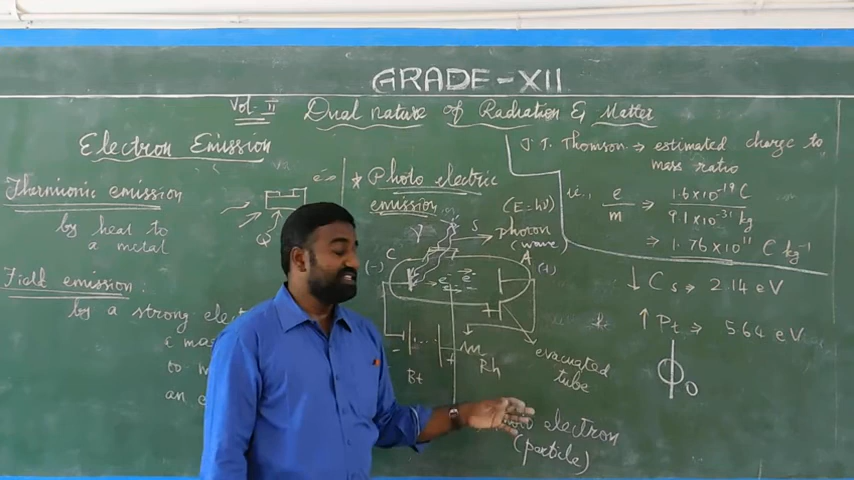 GRADE-XII
Vol-II Dual nature of Radiation & Matter
Electron Emission
Thermionic emission
by heat to
a metal
e-
Q
Field emission
by a strong
an
* Photo electric
emission
(E=hν)
photon
(wave)
S
C
A
(-)
(+)
e- e-
- +
Bt
Rh
evacuated
tube
electron
(particle)
J.J. Thomson → estimated charge to
mass ratio
ie., e/m → 1.6×10⁻¹⁹C / 9.1×10⁻³¹ kg
⇒ 1.76×10¹¹ C kg⁻¹
↓ Cs → 2.14 eV
↑ Pt → 5.64 eV
ϕ0